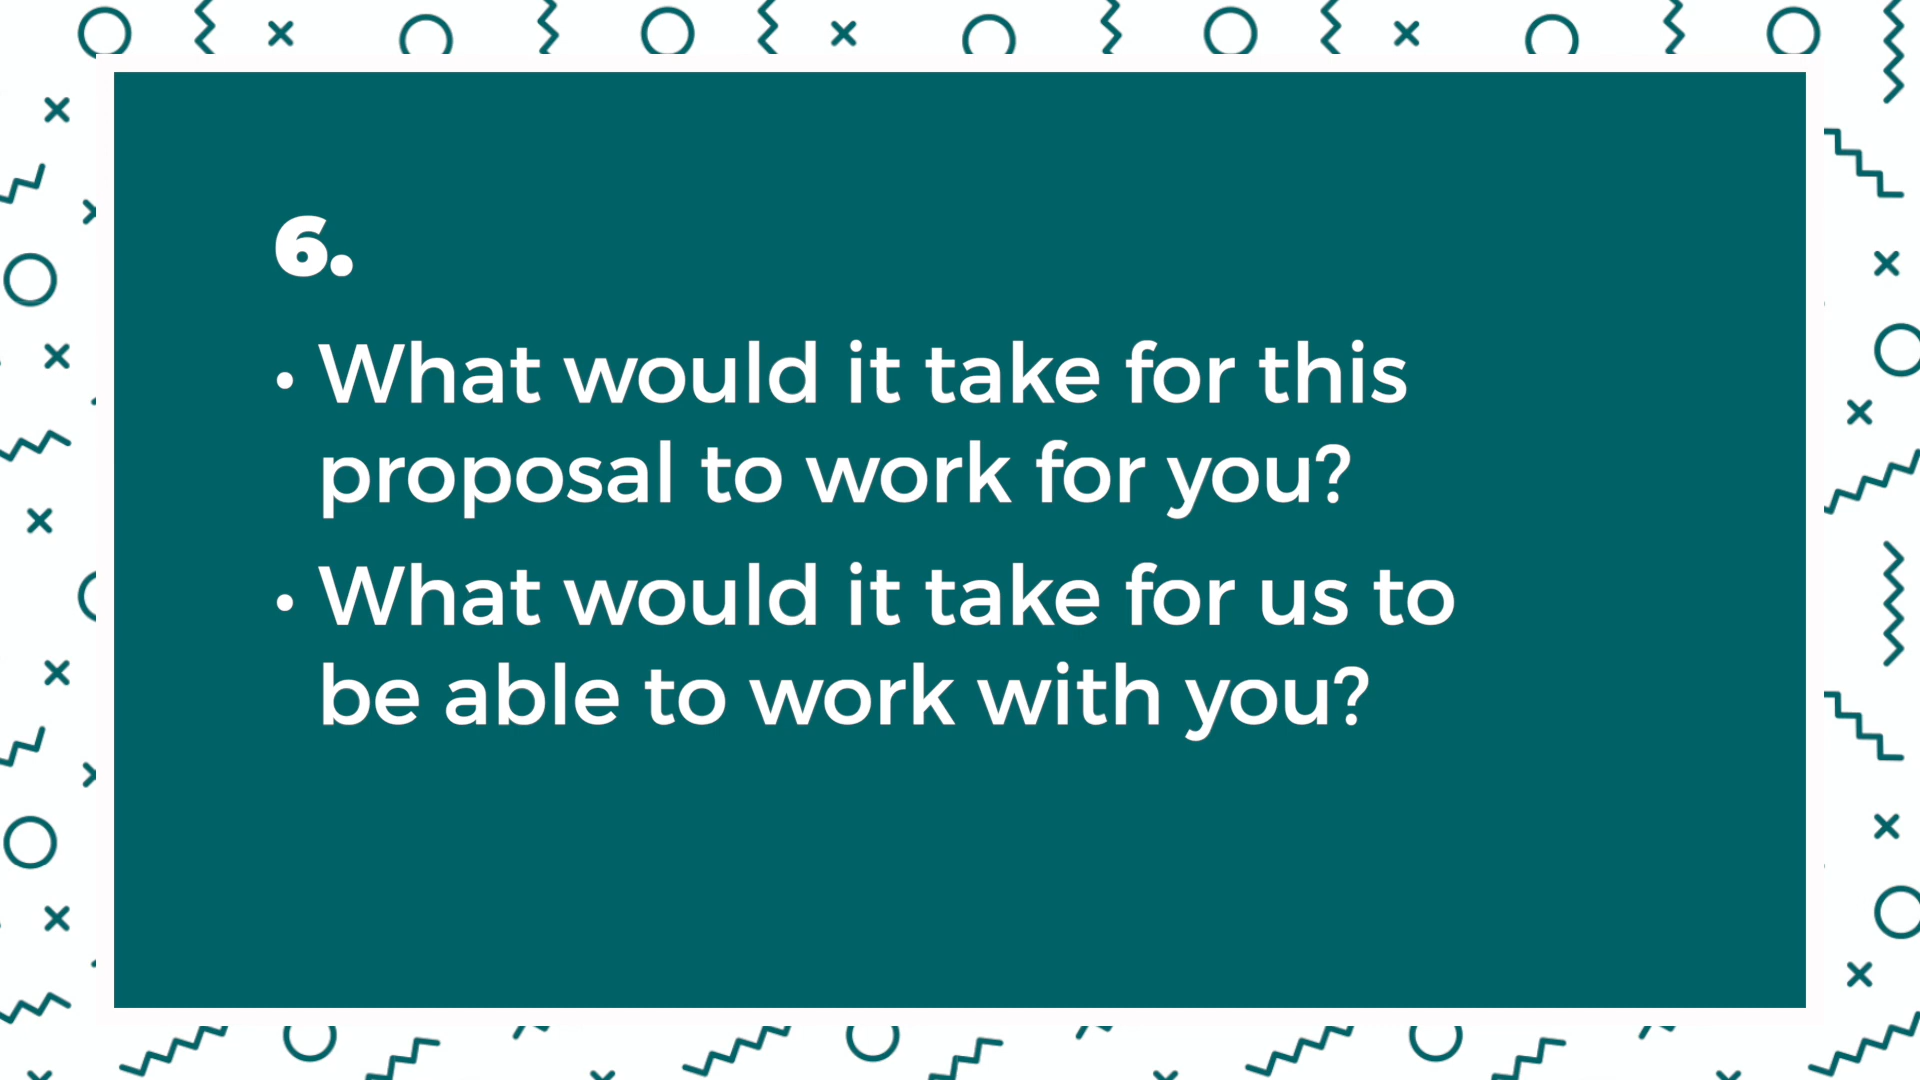 6.
• What would it take for this
proposal to work for you?
• What would it take for us to
be able to work with you?